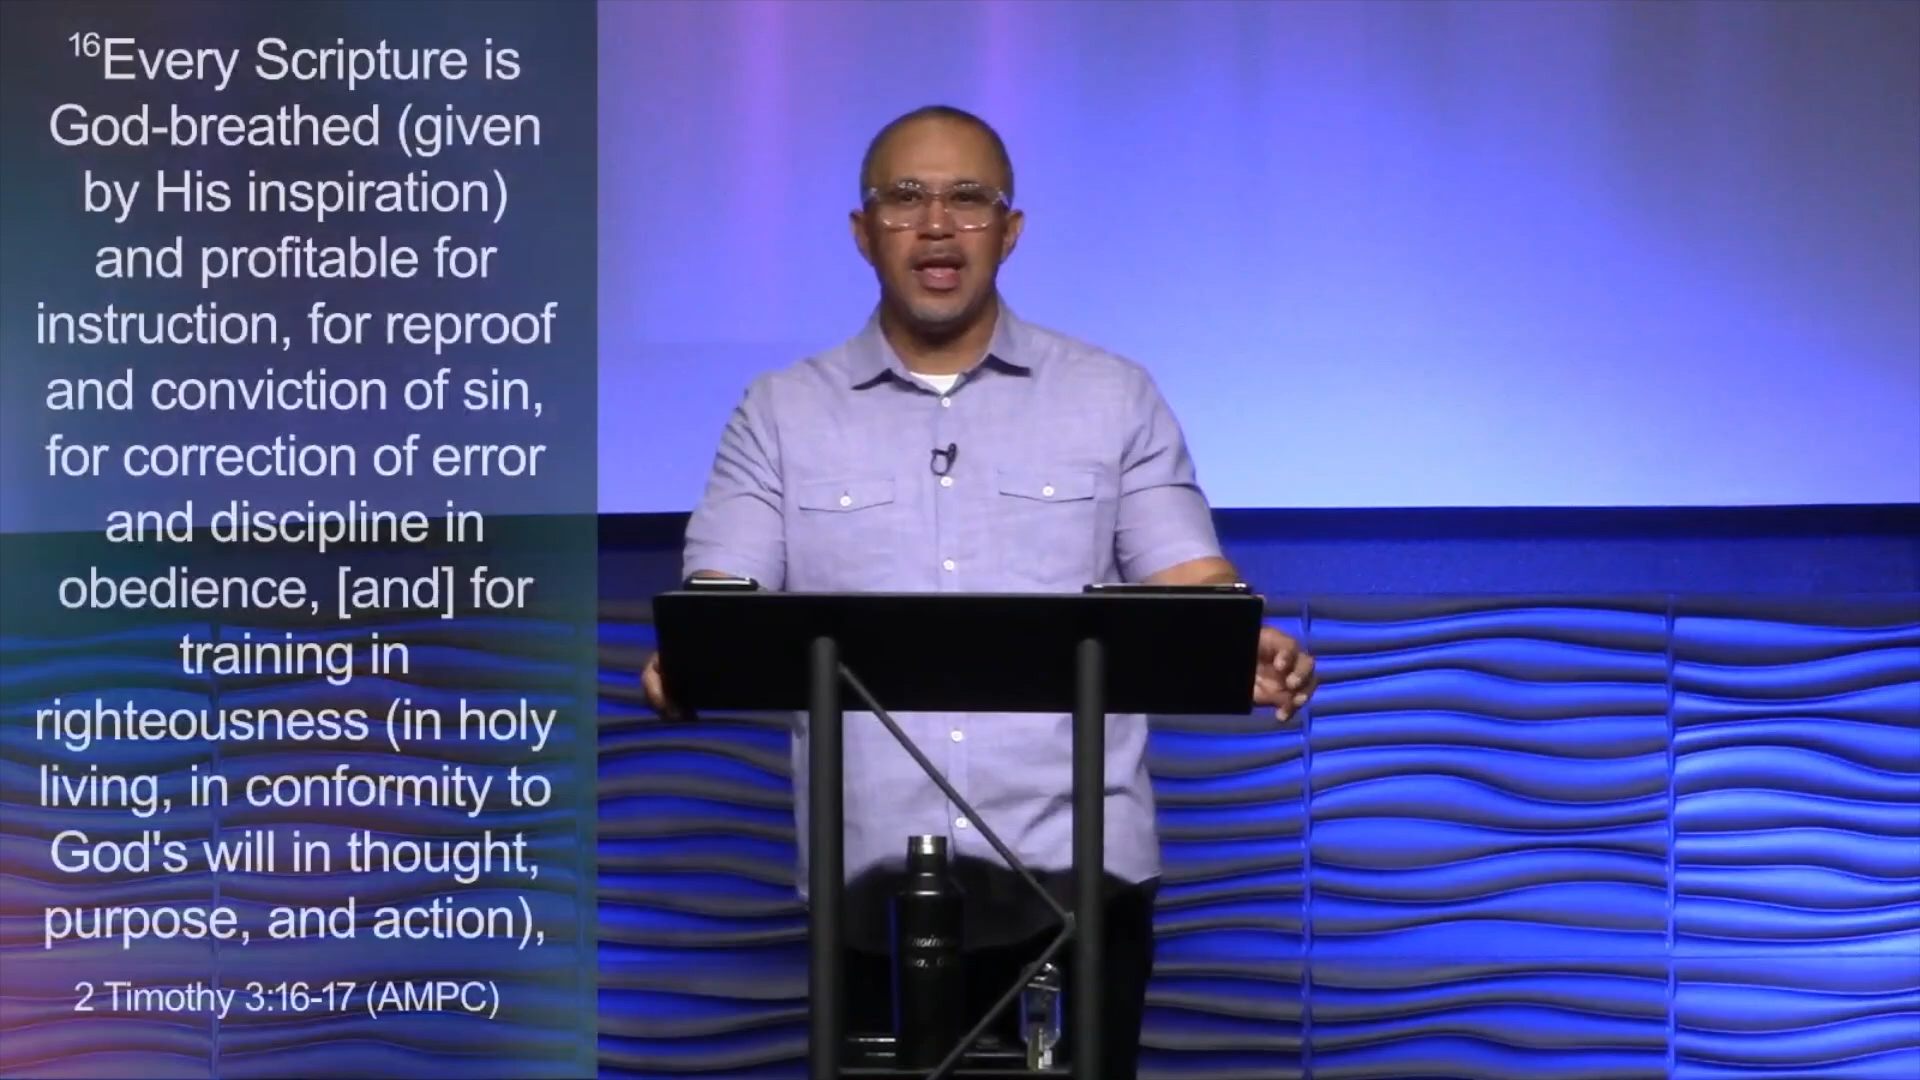 16Every Scripture is
God-breathed (given
by His inspiration)
and profitable for
instruction, for reproof
and conviction of sin,
for correction of error
and discipline in
obedience, [and] for
training in
righteousness (in holy
living, in conformity to
God's will in thought,
purpose, and action),
2 Timothy 3:16-17 (AMPC)